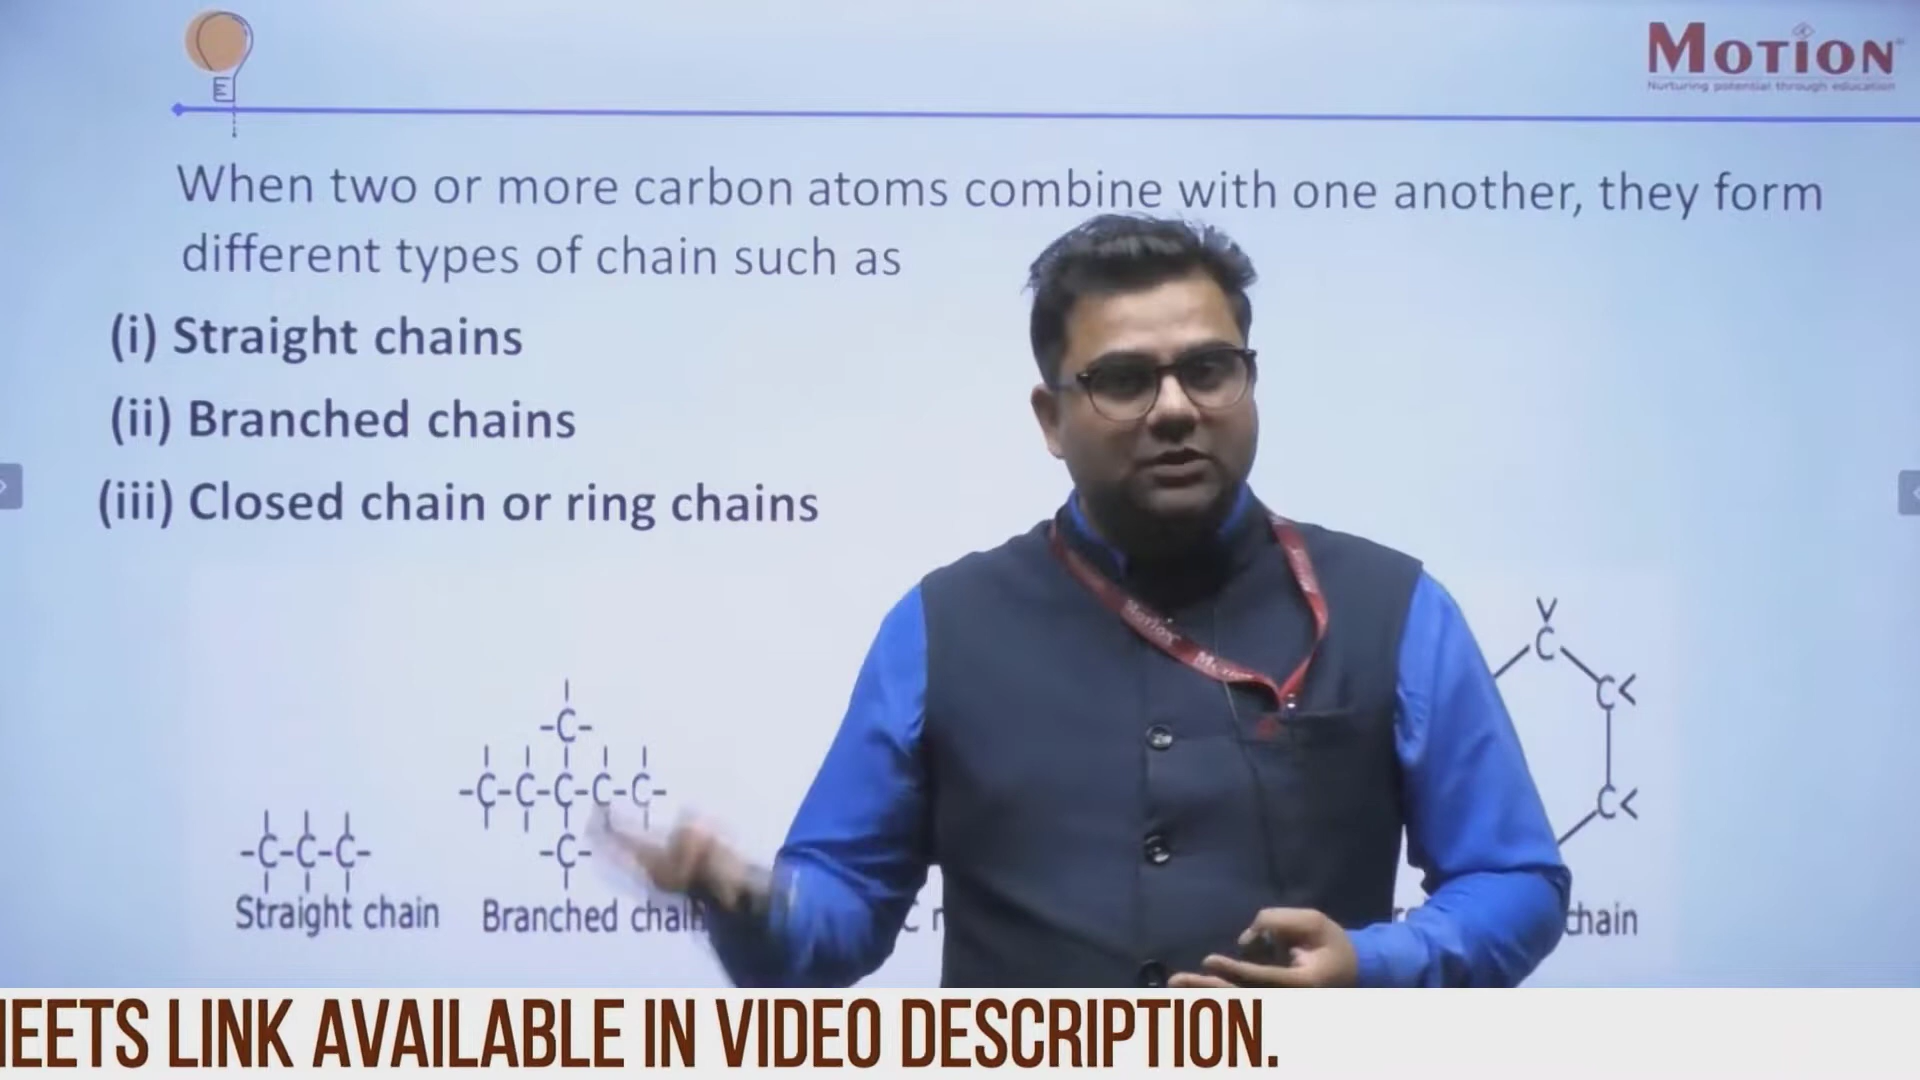 MOTION
Nurturing potential through education
When two or more carbon atoms combine with one another, they form
different types of chain such as
(i) Straight chains
(ii) Branched chains
(iii) Closed chain or ring chains
-C-
-C-C-C-C-C-
-C-
-C-C-C-
C
C
C
Straight chain
Branched chain
chain
Motion
LINK AVAILABLE IN VIDEO DESCRIPTION.